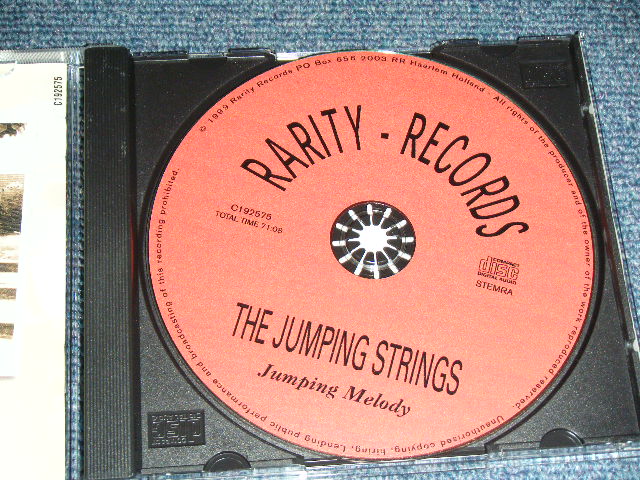 C192575
© 1999 Rarity Records PO Box 656 2003 RR Haarlem Holland - All rights of the producer and of the owner of the work reproduced reserved. Unauthorised copying, hiring, Lending public performance and broadcasting of this recording prohibited.
RARITY - RECORDS
C192575
TOTAL TIME 71:08
COMPACT
disc
DIGITAL AUDIO
STEMRA
THE JUMPING STRINGS
Jumping Melody